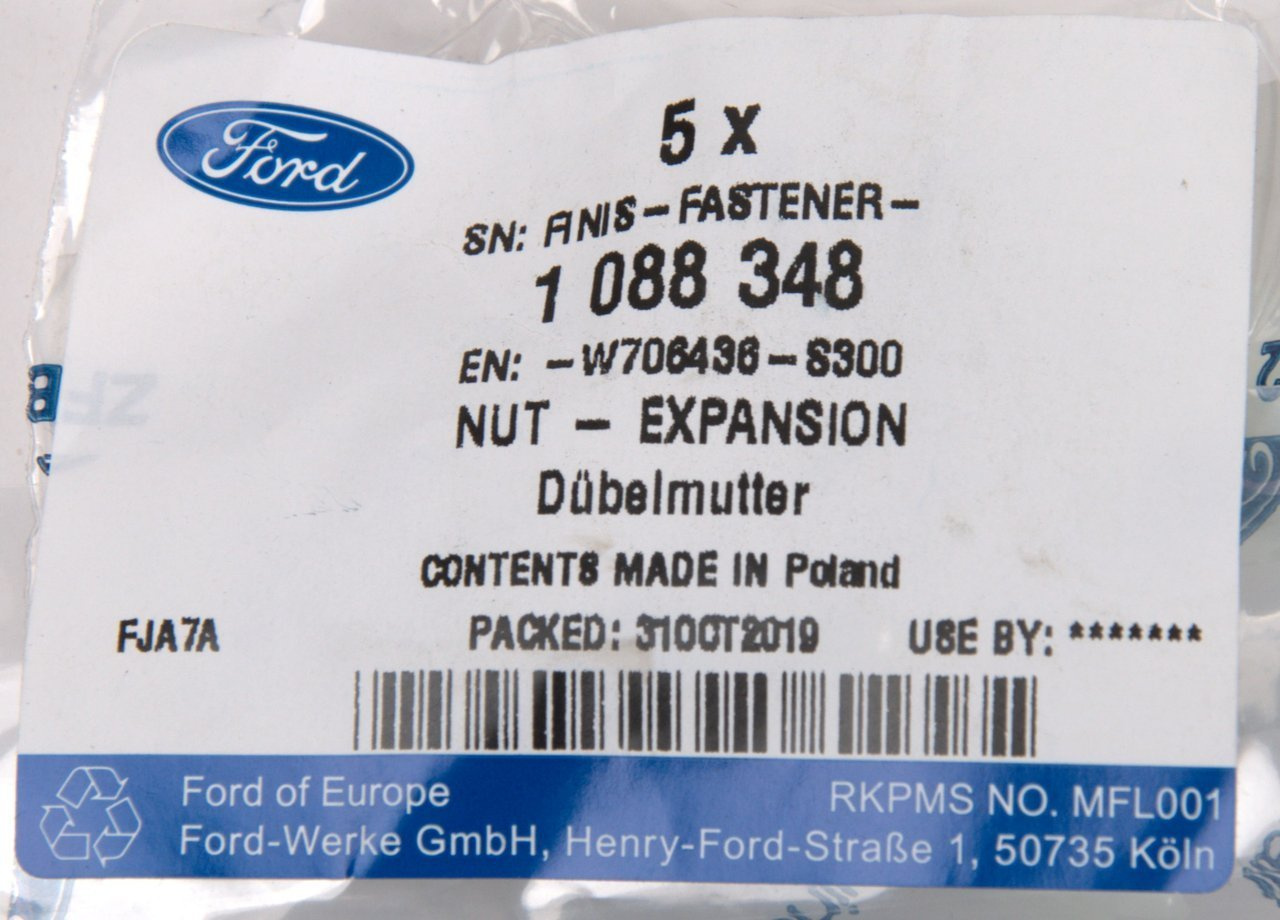 Ford
5 x
SN: FINIS-FASTENER-
1 088 348
EN: -W706436-S300
NUT - EXPANSION
Dübelmutter
CONTENTS MADE IN Poland
FJA7A PACKED: 31OCT2019 USE BY: *******
Ford of Europe RKPMS NO. MFL001
Ford-Werke GmbH, Henry-Ford-Straße 1, 50735 Köln